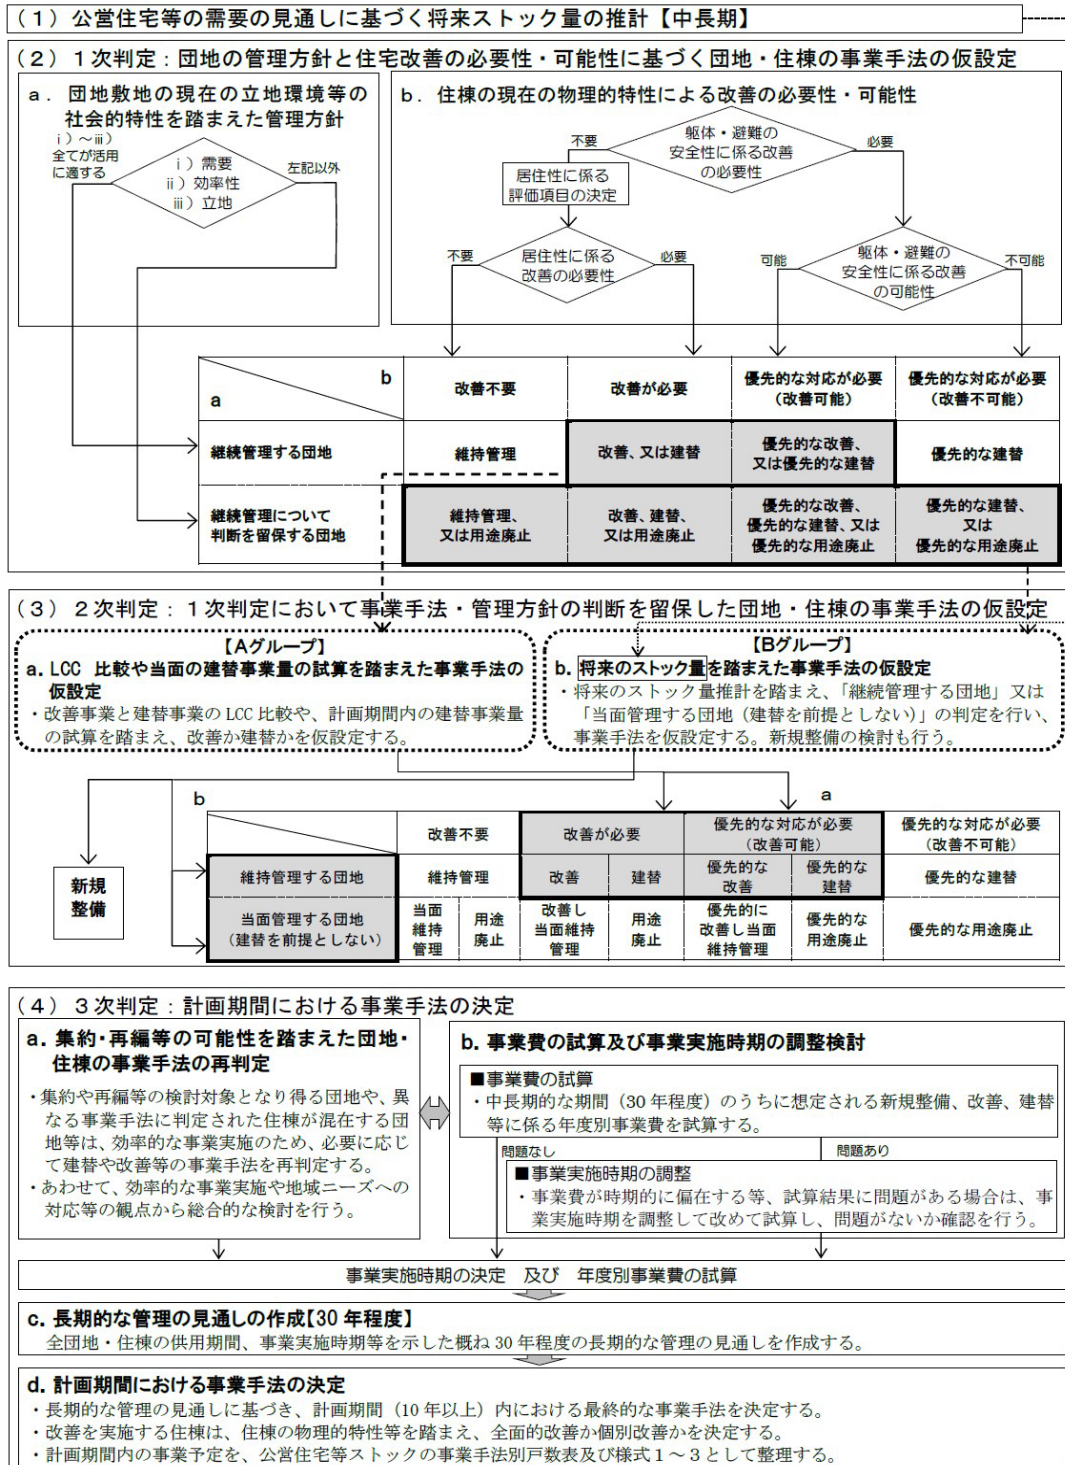 （１）公営住宅等の需要の見通しに基づく将来ストック量の推計【中長期】
（２）１次判定：団地の管理方針と住宅改善の必要性・可能性に基づく団地・住棟の事業手法の仮設定
a．団地敷地の現在の立地環境等の
社会的特性を踏まえた管理方針
ⅰ）～ⅲ）
全てが活用
に適する
ⅰ）需要
ⅱ）効率性
ⅲ）立地
左記以外
b．住棟の現在の物理的特性による改善の必要性・可能性
不要
躯体・避難の
安全性に係る改善
の必要性
必要
居住性に係る
評価項目の決定
不要
居住性に係る
改善の必要性
必要
可能
躯体・避難の
安全性に係る改善
の可能性
不可能
b
a
改善不要
改善が必要
優先的な対応が必要
（改善可能）
優先的な対応が必要
（改善不可能）
継続管理する団地
維持管理
改善、又は建替
優先的な改善、
又は優先的な建替
優先的な建替
継続管理について
判断を留保する団地
維持管理、
又は用途廃止
改善、建替、
又は用途廃止
優先的な改善、
優先的な建替、又は
優先的な用途廃止
優先的な建替、
又は
優先的な用途廃止
（３）２次判定：１次判定において事業手法・管理方針の判断を留保した団地・住棟の事業手法の仮設定
【Aグループ】
a．LCC 比較や当面の建替事業量の試算を踏まえた事業手法の
仮設定
・改善事業と建替事業の LCC 比較や、計画期間内の建替事業量
の試算を踏まえ、改善か建替かを仮設定する。
【Bグループ】
b．将来のストック量を踏まえた事業手法の仮設定
・将来のストック量推計を踏まえ、「継続管理する団地」又は
「当面管理する団地（建替を前提としない）」の判定を行い、
事業手法を仮設定する。新規整備の検討も行う。
b
a
新規
整備
改善不要
改善が必要
優先的な対応が必要
（改善可能）
優先的な対応が必要
（改善不可能）
維持管理する団地
維持管理
改善
建替
優先的な
改善
優先的な
建替
優先的な建替
当面管理する団地
（建替を前提としない）
当面
維持
管理
用途
廃止
改善し
当面維持
管理
用途
廃止
優先的に
改善し当面
維持管理
優先的な
用途廃止
優先的な用途廃止
（４）３次判定：計画期間における事業手法の決定
a．集約・再編等の可能性を踏まえた団地・
住棟の事業手法の再判定
・集約や再編等の検討対象となり得る団地や、異
なる事業手法に判定された住棟が混在する団
地等は、効率的な事業実施のため、必要に応じ
て建替や改善等の事業手法を再判定する。
・あわせて、効率的な事業実施や地域ニーズへの
対応等の観点から総合的な検討を行う。
b．事業費の試算及び事業実施時期の調整検討
■事業費の試算
・中長期的な期間（30 年程度）のうちに想定される新規整備、改善、建替
等に係る年度別事業費を試算する。
問題なし
問題あり
■事業実施時期の調整
・事業費が時期的に偏在する等、試算結果に問題がある場合は、事
業実施時期を調整して改めて試算し、問題がないか確認を行う。
事業実施時期の決定　及び　年度別事業費の試算
c．長期的な管理の見通しの作成【30 年程度】
全団地・住棟の供用期間、事業実施時期等を示した概ね 30 年程度の長期的な管理の見通しを作成する。
d．計画期間における事業手法の決定
・長期的な管理の見通しに基づき、計画期間（10 年以上）内における最終的な事業手法を決定する。
・改善を実施する住棟は、住棟の物理的特性等を踏まえ、全面的改善か個別改善かを決定する。
・計画期間内の事業予定を、公営住宅等ストックの事業手法別戸数表及び様式１～３として整理する。